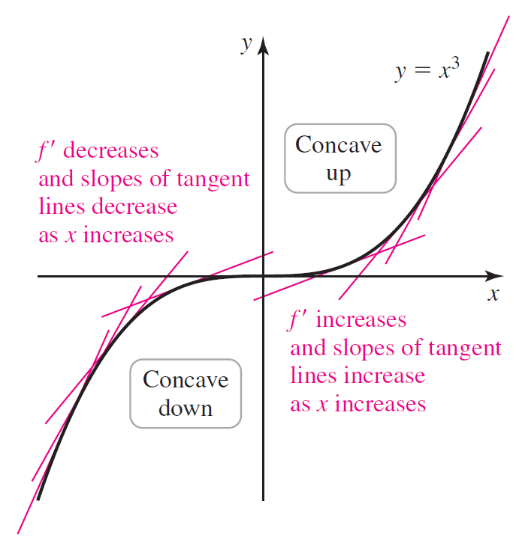 y
y = x³
Concave
up
f′ decreases
and slopes of tangent
lines decrease
as x increases
x
f′ increases
and slopes of tangent
lines increase
as x increases
Concave
down